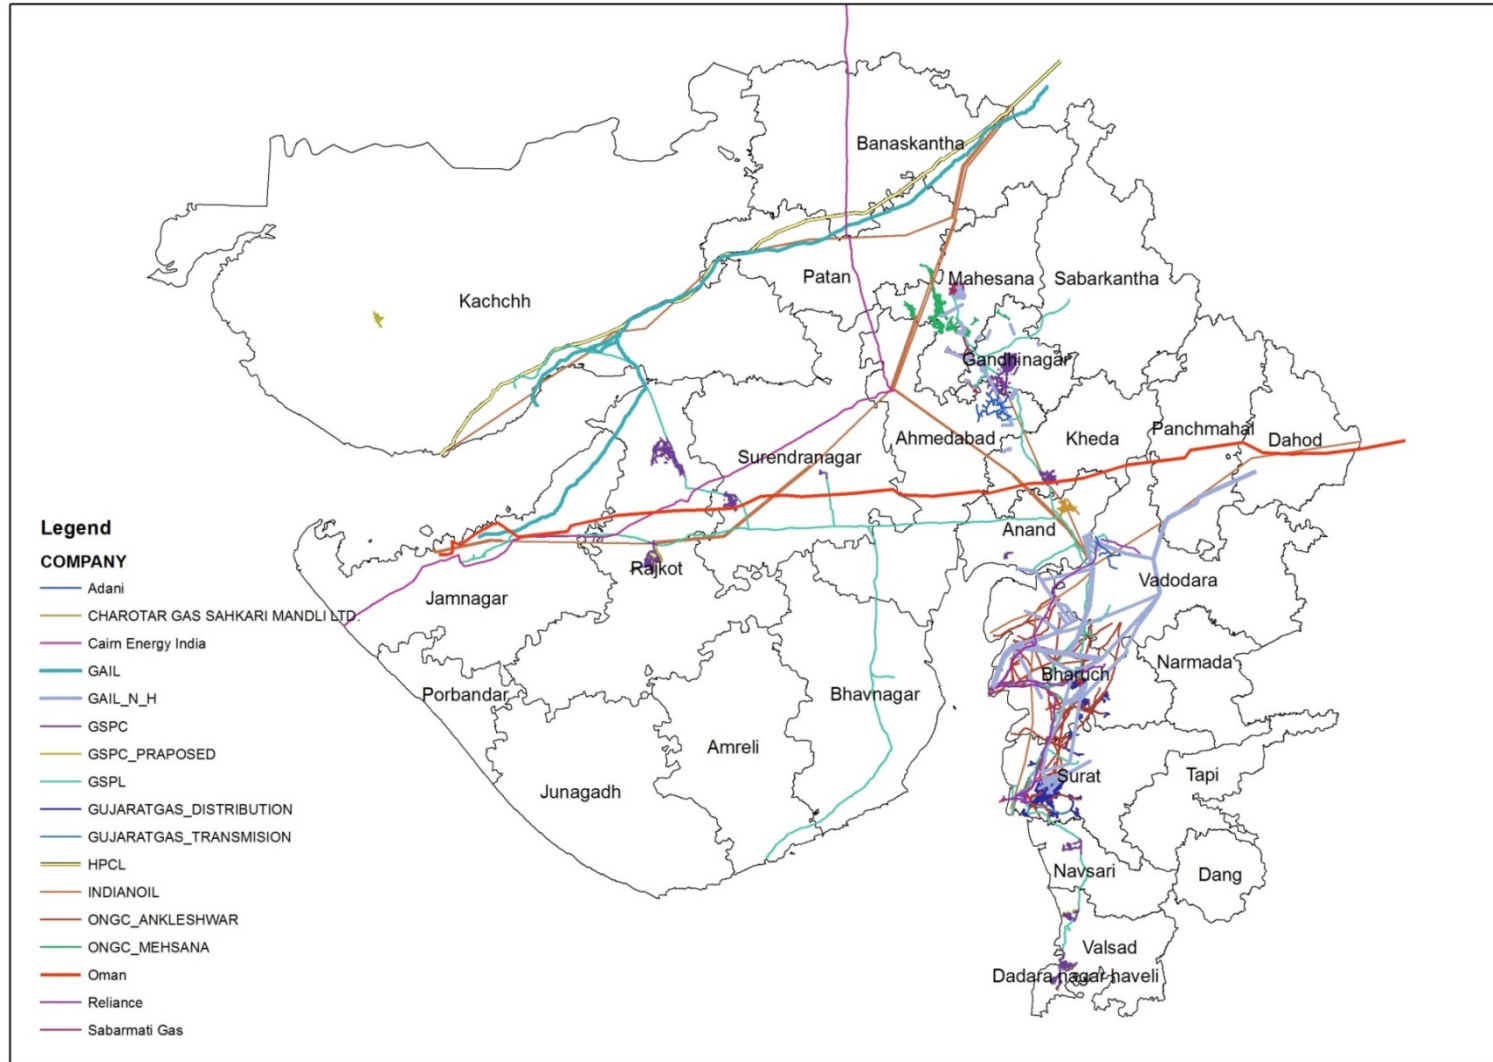 Banaskantha
Patan
Mahesana
Sabarkantha
Kachchh
Gandhinagar
Surendranagar
Ahmedabad
Kheda
Panchmahal
Dahod
Anand
Rajkot
Jamnagar
Vadodara
Porbandar
Bhavnagar
Bharuch
Narmada
Amreli
Junagadh
Surat
Tapi
Navsari
Dang
Valsad
Dadara nagar haveli
Legend
COMPANY
Adani
CHAROTAR GAS SAHKARI MANDLI LTD.
Cairn Energy India
GAIL
GAIL_N_H
GSPC
GSPC_PRAPOSED
GSPL
GUJARATGAS_DISTRIBUTION
GUJARATGAS_TRANSMISION
HPCL
INDIANOIL
ONGC_ANKLESHWAR
ONGC_MEHSANA
Oman
Reliance
Sabarmati Gas